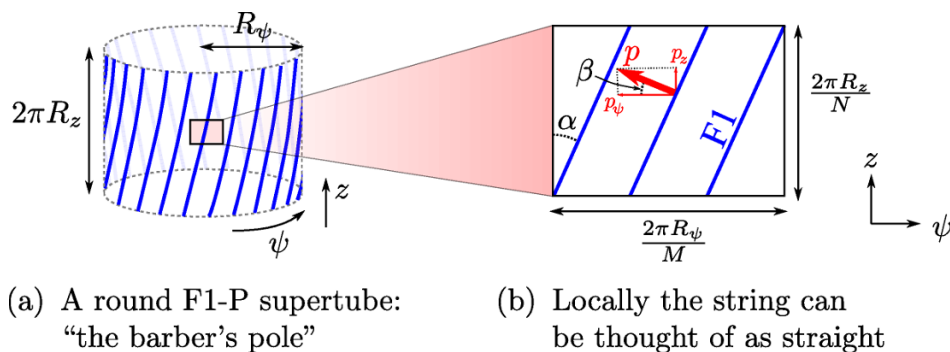 R_ψ
2πR_z
z
ψ
p
p_z
β
p_ψ
α
F1
2πR_z
N
2πR_ψ
M
z
ψ
(a) A round F1-P supertube:
“the barber’s pole”
(b) Locally the string can
be thought of as straight